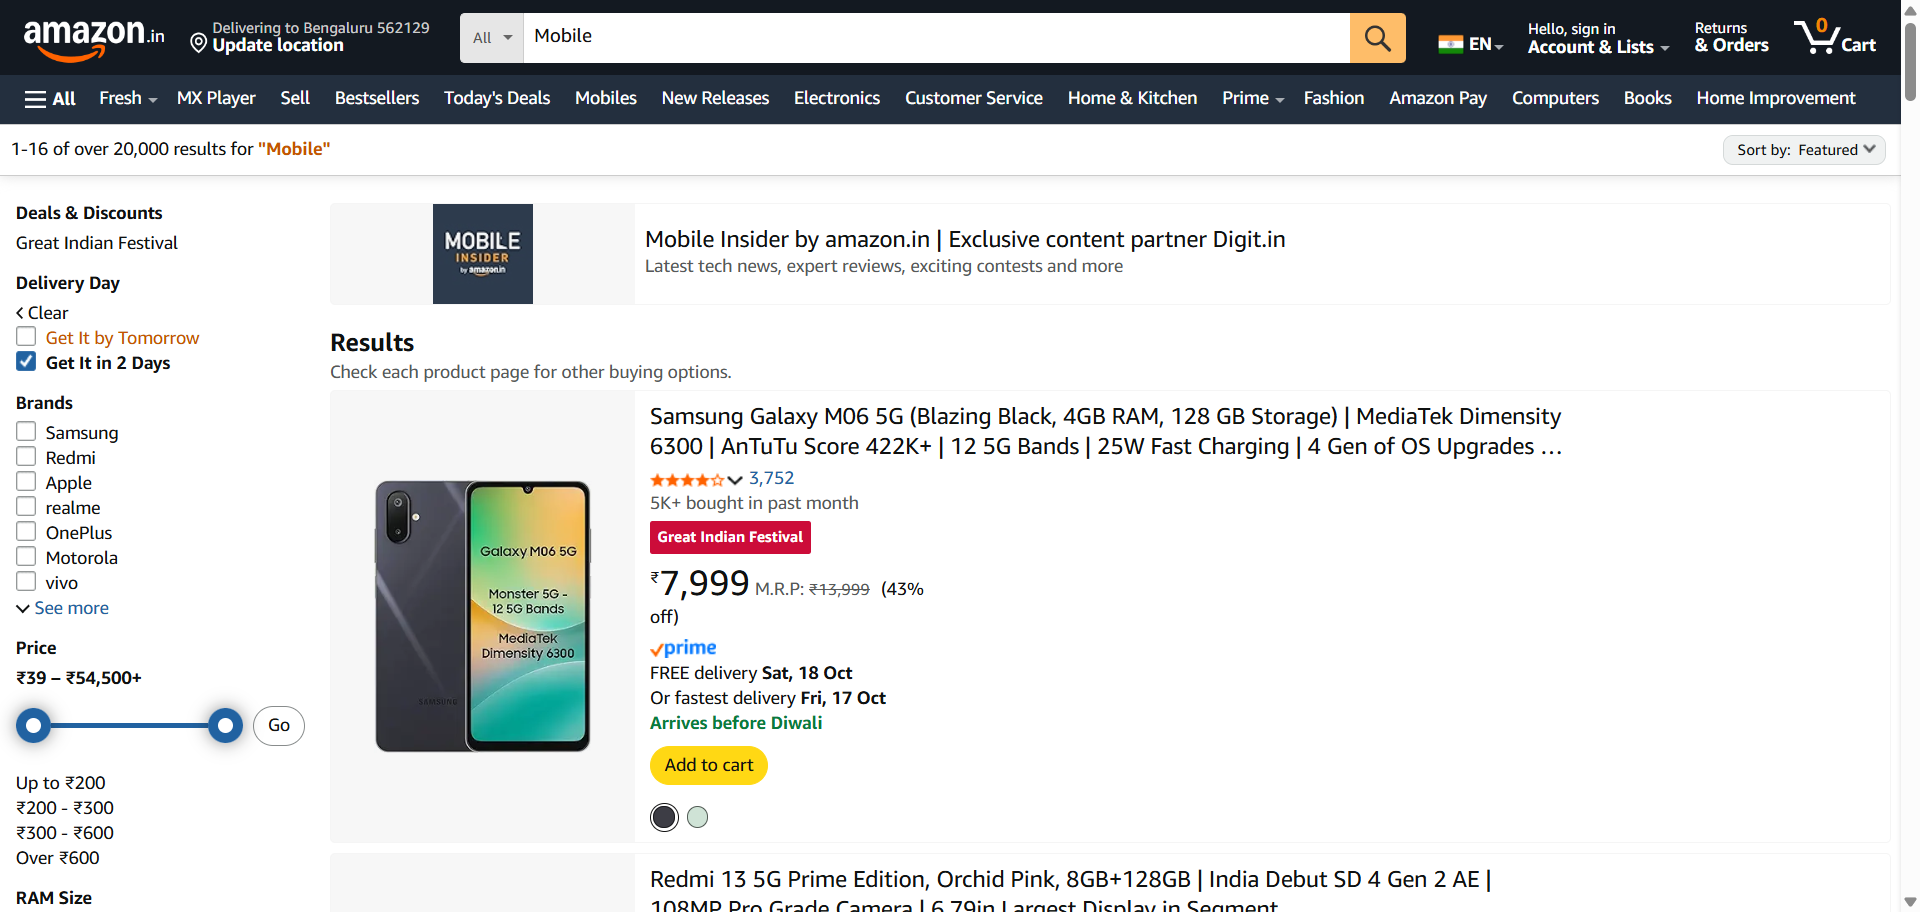 amazon.in
Delivering to Bengaluru 562129
Update location
All
Mobile
EN
Hello, sign in
Account & Lists
Returns
& Orders
0
Cart
All
Fresh
MX Player
Sell
Bestsellers
Today's Deals
Mobiles
New Releases
Electronics
Customer Service
Home & Kitchen
Prime
Fashion
Amazon Pay
Computers
Books
Home Improvement
1-16 of over 20,000 results for "Mobile"
Sort by: Featured
Deals & Discounts
Great Indian Festival
Delivery Day
Clear
Get It by Tomorrow
Get It in 2 Days
Brands
Samsung
Redmi
Apple
realme
OnePlus
Motorola
vivo
See more
Price
₹39 – ₹54,500+
Go
Up to ₹200
₹200 - ₹300
₹300 - ₹600
Over ₹600
RAM Size
MOBILE
INSIDER
by amazon.in
Mobile Insider by amazon.in | Exclusive content partner Digit.in
Latest tech news, expert reviews, exciting contests and more
Results
Check each product page for other buying options.
Galaxy M06 5G
Monster 5G -
12 5G Bands
MediaTek
Dimensity 6300
SAMSUNG
Samsung Galaxy M06 5G (Blazing Black, 4GB RAM, 128 GB Storage) | MediaTek Dimensity
6300 | AnTuTu Score 422K+ | 12 5G Bands | 25W Fast Charging | 4 Gen of OS Upgrades …
3,752
5K+ bought in past month
Great Indian Festival
₹7,999 M.R.P: ₹13,999 (43%
off)
prime
FREE delivery Sat, 18 Oct
Or fastest delivery Fri, 17 Oct
Arrives before Diwali
Add to cart
Redmi 13 5G Prime Edition, Orchid Pink, 8GB+128GB | India Debut SD 4 Gen 2 AE |
108MP Pro Grade Camera | 6.79in Largest Display in Segment